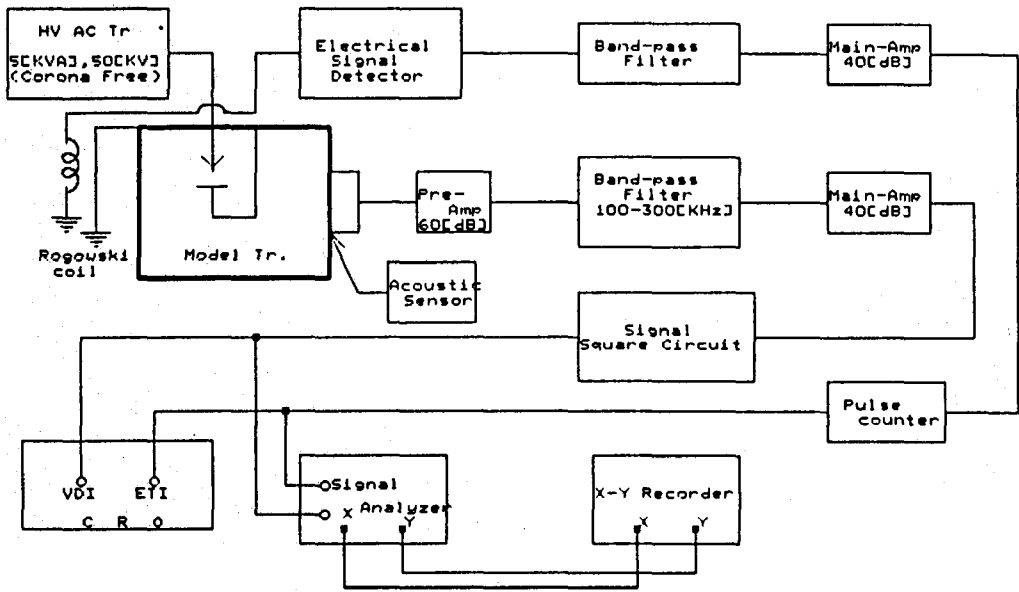 HV AC Tr
5[KVA],50[KV]
(Corona Free)
Electrical
Signal
Detector
Band-pass
Filter
Main-Amp
40[dB]
Rogowski
coil
Model Tr.
Pre-
Amp
60[dB]
Band-pass
Filter
100-300[KHz]
Main-Amp
40[dB]
Acoustic
Sensor
Signal
Square Circuit
Pulse
counter
VDI ETI
C R O
Signal
Analyzer
X Y
X-Y Recorder
X Y